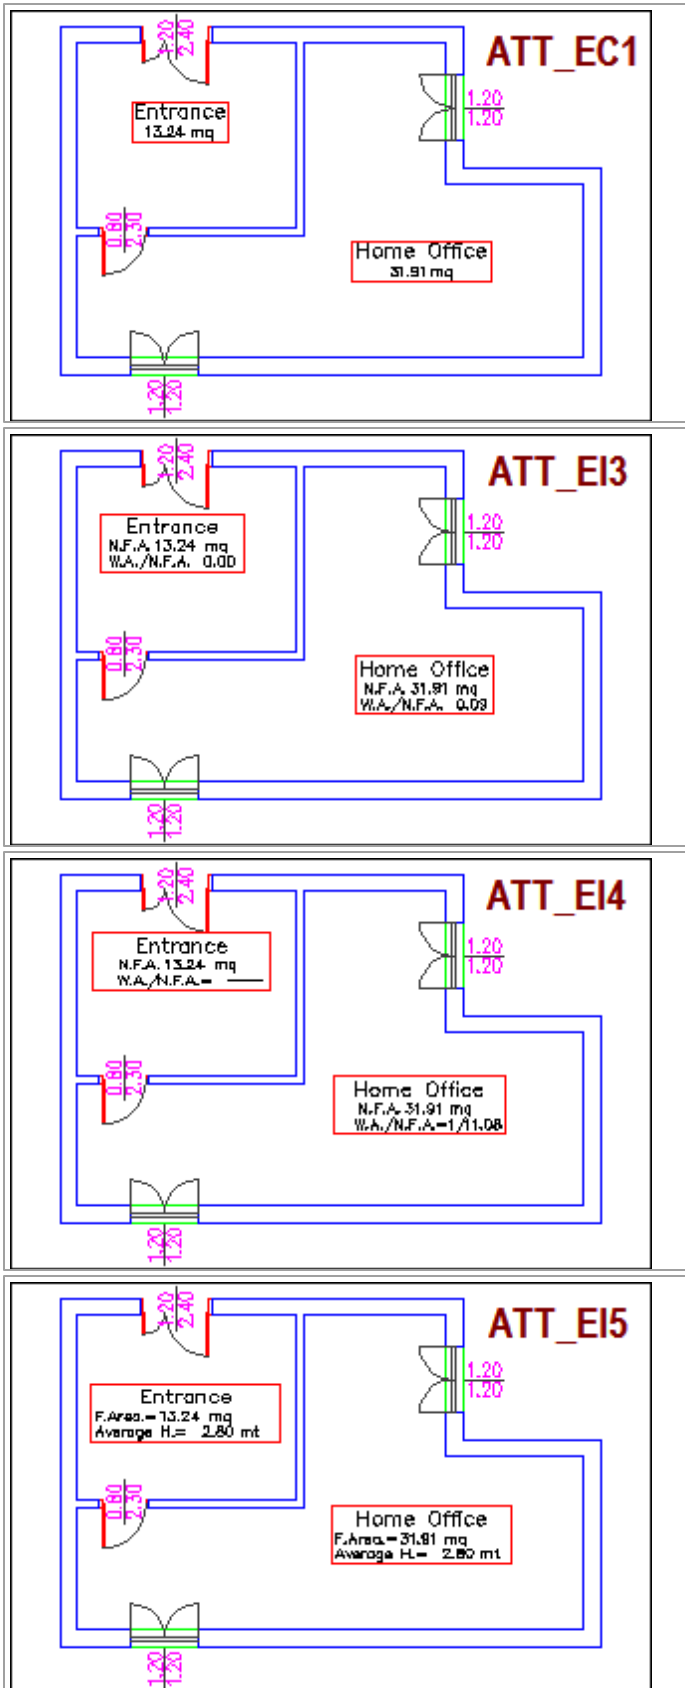 ATT_EC1
1.20
2.40
1.20
1.20
Entrance
13.24 mq
0.80
2.30
Home Office
31.91 mq
1.20
1.20
ATT_EI3
1.20
2.40
1.20
1.20
Entrance
N.F.A. 13.24 mq
W.A./N.F.A. 0.00
0.80
2.30
Home Office
N.F.A. 31.91 mq
W.A./N.F.A. 0.09
1.20
1.20
ATT_EI4
1.20
2.40
1.20
1.20
Entrance
N.F.A. 13.24 mq
W.A./N.F.A.=
0.80
2.30
Home Office
N.F.A. 31.91 mq
W.A./N.F.A.=1/11.08
1.20
1.20
ATT_EI5
1.20
2.40
1.20
1.20
Entrance
F.Area.= 13.24 mq
Average H.= 2.80 mt
0.80
2.30
Home Office
F.Area.= 31.91 mq
Average H.= 2.80 mt
1.20
1.20